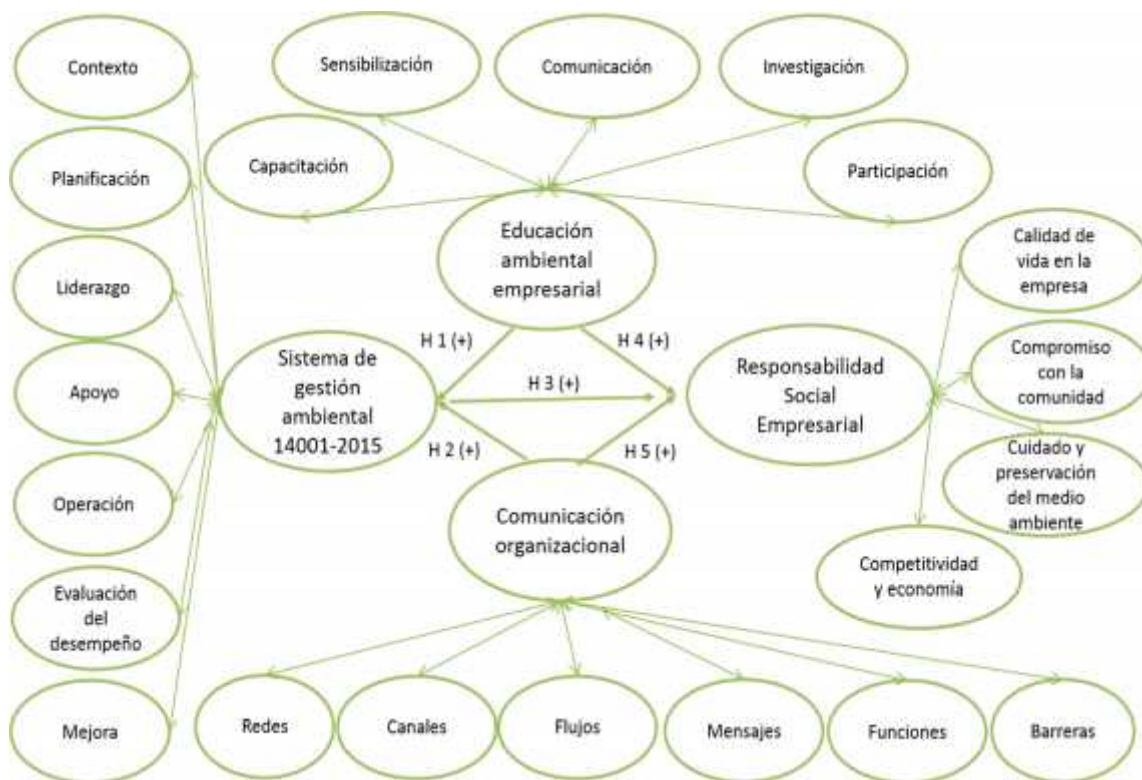 Contexto
Sensibilización
Comunicación
Investigación
Planificación
Capacitación
Participación
Educación
ambiental
empresarial
Calidad de
vida en la
empresa
Liderazgo
H 1 (+)
H 4 (+)
Sistema de
gestión
ambiental
14001-2015
H 3 (+)
Responsabilidad
Social
Empresarial
Compromiso
con la
comunidad
Apoyo
H 2 (+)
H 5 (+)
Cuidado y
preservación
del medio
ambiente
Operación
Comunicación
organizacional
Competitividad
y economía
Evaluación
del
desempeño
Mejora
Redes
Canales
Flujos
Mensajes
Funciones
Barreras